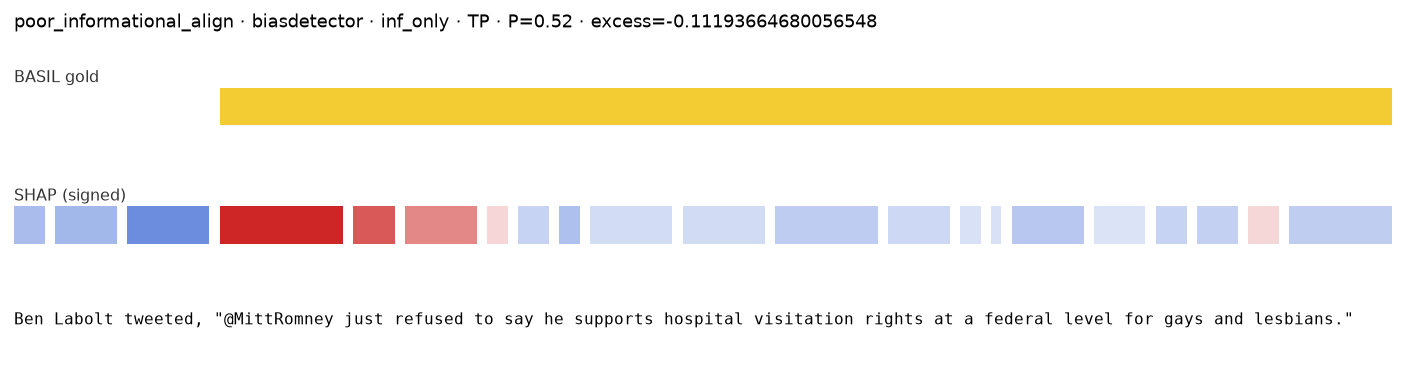 poor_informational_align · biasdetector · inf_only · TP · P=0.52 · excess=-0.11193664680056548
BASIL gold
SHAP (signed)
Ben Labolt tweeted, "@MittRomney just refused to say he supports hospital visitation rights at a federal level for gays and lesbians."